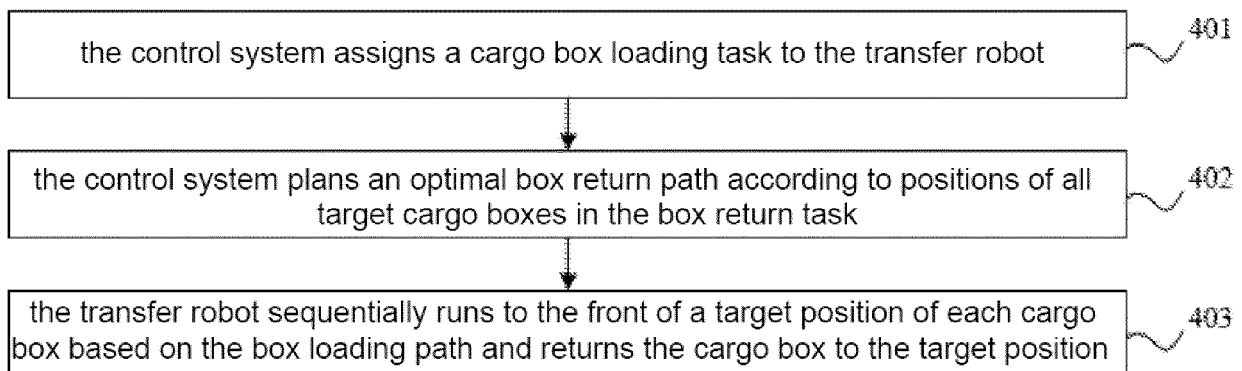 the control system assigns a cargo box loading task to the transfer robot
401
the control system plans an optimal box return path according to positions of all
target cargo boxes in the box return task
402
the transfer robot sequentially runs to the front of a target position of each cargo
box based on the box loading path and returns the cargo box to the target position
403